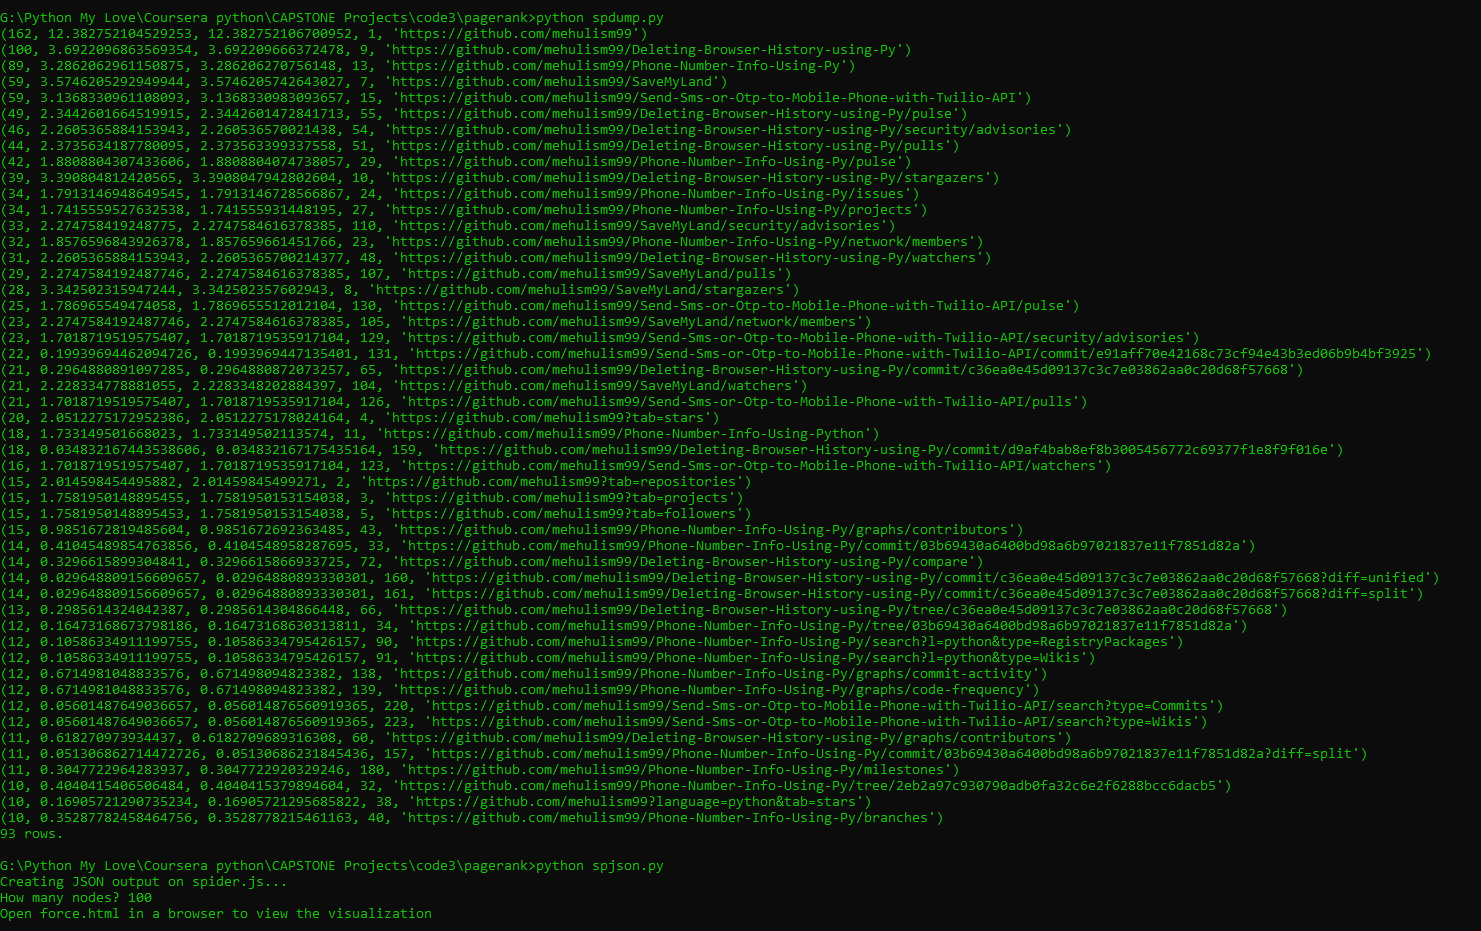 G:\Python My Love\Coursera python\CAPSTONE Projects\code3\pagerank>python spdump.py
(162, 12.382752104529253, 12.382752106700952, 1, 'https://github.com/mehulism99')
(100, 3.6922096863569354, 3.692209666372478, 9, 'https://github.com/mehulism99/Deleting-Browser-History-using-Py')
(89, 3.2862062961150875, 3.286206270756148, 13, 'https://github.com/mehulism99/Phone-Number-Info-Using-Py')
(59, 3.5746205292949944, 3.5746205742643027, 7, 'https://github.com/mehulism99/SaveMyLand')
(59, 3.1368330961108093, 3.1368330983093657, 15, 'https://github.com/mehulism99/Send-Sms-or-Otp-to-Mobile-Phone-with-Twilio-API')
(49, 2.3442601664519915, 2.3442601472841713, 55, 'https://github.com/mehulism99/Deleting-Browser-History-using-Py/pulse')
(46, 2.2605365884153943, 2.260536570021438, 54, 'https://github.com/mehulism99/Deleting-Browser-History-using-Py/security/advisories')
(44, 2.3735634187780095, 2.373563399337558, 51, 'https://github.com/mehulism99/Deleting-Browser-History-using-Py/pulls')
(42, 1.8808804307433606, 1.8808804074738057, 29, 'https://github.com/mehulism99/Phone-Number-Info-Using-Py/pulse')
(39, 3.390804812420565, 3.3908047942802604, 10, 'https://github.com/mehulism99/Deleting-Browser-History-using-Py/stargazers')
(34, 1.7913146948649545, 1.7913146728566867, 24, 'https://github.com/mehulism99/Phone-Number-Info-Using-Py/issues')
(34, 1.7415559527632538, 1.741555931448195, 27, 'https://github.com/mehulism99/Phone-Number-Info-Using-Py/projects')
(33, 2.274758419248775, 2.2747584616378385, 110, 'https://github.com/mehulism99/SaveMyLand/security/advisories')
(32, 1.8576596843926378, 1.857659661451766, 23, 'https://github.com/mehulism99/Phone-Number-Info-Using-Py/network/members')
(31, 2.2605365884153943, 2.2605365700214377, 48, 'https://github.com/mehulism99/Deleting-Browser-History-using-Py/watchers')
(29, 2.2747584192487746, 2.2747584616378385, 107, 'https://github.com/mehulism99/SaveMyLand/pulls')
(28, 3.342502315947244, 3.342502357602943, 8, 'https://github.com/mehulism99/SaveMyLand/stargazers')
(25, 1.786965549474058, 1.7869655512012104, 130, 'https://github.com/mehulism99/Send-Sms-or-Otp-to-Mobile-Phone-with-Twilio-API/pulse')
(23, 2.2747584192487746, 2.2747584616378385, 105, 'https://github.com/mehulism99/SaveMyLand/network/members')
(23, 1.7018719519575407, 1.7018719535917104, 129, 'https://github.com/mehulism99/Send-Sms-or-Otp-to-Mobile-Phone-with-Twilio-API/security/advisories')
(22, 0.19939694462094726, 0.199396947135401, 131, 'https://github.com/mehulism99/Send-Sms-or-Otp-to-Mobile-Phone-with-Twilio-API/commit/e91aff70e42168c73cf94e43b3ed06b9b4bf3925')
(21, 0.2964880891097285, 0.2964880872073257, 65, 'https://github.com/mehulism99/Deleting-Browser-History-using-Py/commit/c36ea0e45d09137c3c7e03862aa0c20d68f57668')
(21, 2.228334778881055, 2.2283348202884397, 104, 'https://github.com/mehulism99/SaveMyLand/watchers')
(21, 1.7018719519575407, 1.7018719535917104, 126, 'https://github.com/mehulism99/Send-Sms-or-Otp-to-Mobile-Phone-with-Twilio-API/pulls')
(20, 2.0512275172952386, 2.0512275178024164, 4, 'https://github.com/mehulism99?tab=stars')
(18, 1.733149501668023, 1.733149502113574, 11, 'https://github.com/mehulism99/Phone-Number-Info-Using-Python')
(18, 0.034832167443538606, 0.034832167175435164, 159, 'https://github.com/mehulism99/Deleting-Browser-History-using-Py/commit/d9af4bab8ef8b3005456772c69377f1e8f9f016e')
(16, 1.7018719519575407, 1.7018719535917104, 123, 'https://github.com/mehulism99/Send-Sms-or-Otp-to-Mobile-Phone-with-Twilio-API/watchers')
(15, 2.014598454495882, 2.01459845499271, 2, 'https://github.com/mehulism99?tab=repositories')
(15, 1.7581950148895455, 1.7581950153154038, 3, 'https://github.com/mehulism99?tab=projects')
(15, 1.7581950148895453, 1.7581950153154038, 5, 'https://github.com/mehulism99?tab=followers')
(15, 0.9851672819485604, 0.9851672692363485, 43, 'https://github.com/mehulism99/Phone-Number-Info-Using-Py/graphs/contributors')
(14, 0.41045489854763856, 0.4104548958287695, 33, 'https://github.com/mehulism99/Phone-Number-Info-Using-Py/commit/03b69430a6400bd98a6b97021837e11f7851d82a')
(14, 0.3296615899304841, 0.3296615866933725, 72, 'https://github.com/mehulism99/Deleting-Browser-History-using-Py/compare')
(14, 0.029648809156609657, 0.02964880893330301, 160, 'https://github.com/mehulism99/Deleting-Browser-History-using-Py/commit/c36ea0e45d09137c3c7e03862aa0c20d68f57668?diff=unified')
(14, 0.029648809156609657, 0.02964880893330301, 161, 'https://github.com/mehulism99/Deleting-Browser-History-using-Py/commit/c36ea0e45d09137c3c7e03862aa0c20d68f57668?diff=split')
(13, 0.2985614324042387, 0.2985614304866448, 66, 'https://github.com/mehulism99/Deleting-Browser-History-using-Py/tree/c36ea0e45d09137c3c7e03862aa0c20d68f57668')
(12, 0.16473168673798186, 0.16473168630313811, 34, 'https://github.com/mehulism99/Phone-Number-Info-Using-Py/tree/03b69430a6400bd98a6b97021837e11f7851d82a')
(12, 0.10586334911199755, 0.10586334795426157, 90, 'https://github.com/mehulism99/Phone-Number-Info-Using-Py/search?l=python&type=RegistryPackages')
(12, 0.10586334911199755, 0.10586334795426157, 91, 'https://github.com/mehulism99/Phone-Number-Info-Using-Py/search?l=python&type=Wikis')
(12, 0.6714981048833576, 0.671498094823382, 138, 'https://github.com/mehulism99/Phone-Number-Info-Using-Py/graphs/commit-activity')
(12, 0.6714981048833576, 0.671498094823382, 139, 'https://github.com/mehulism99/Phone-Number-Info-Using-Py/graphs/code-frequency')
(12, 0.05601487649036657, 0.056014876560919365, 220, 'https://github.com/mehulism99/Send-Sms-or-Otp-to-Mobile-Phone-with-Twilio-API/search?type=Commits')
(12, 0.05601487649036657, 0.056014876560919365, 223, 'https://github.com/mehulism99/Send-Sms-or-Otp-to-Mobile-Phone-with-Twilio-API/search?type=Wikis')
(11, 0.618270973934437, 0.6182709689316308, 60, 'https://github.com/mehulism99/Deleting-Browser-History-using-Py/graphs/contributors')
(11, 0.051306862714472726, 0.05130686231845436, 157, 'https://github.com/mehulism99/Phone-Number-Info-Using-Py/commit/03b69430a6400bd98a6b97021837e11f7851d82a?diff=split')
(11, 0.3047722964283937, 0.3047722920329246, 180, 'https://github.com/mehulism99/Phone-Number-Info-Using-Py/milestones')
(10, 0.4040415406506484, 0.4040415379894604, 32, 'https://github.com/mehulism99/Phone-Number-Info-Using-Py/tree/2eb2a97c930790adb0fa32c6e2f6288bcc6dacb5')
(10, 0.16905721290735234, 0.16905721295685822, 38, 'https://github.com/mehulism99?language=python&tab=stars')
(10, 0.35287782458464756, 0.3528778215461163, 40, 'https://github.com/mehulism99/Phone-Number-Info-Using-Py/branches')
93 rows.
G:\Python My Love\Coursera python\CAPSTONE Projects\code3\pagerank>python spjson.py
Creating JSON output on spider.js...
How many nodes? 100
Open force.html in a browser to view the visualization